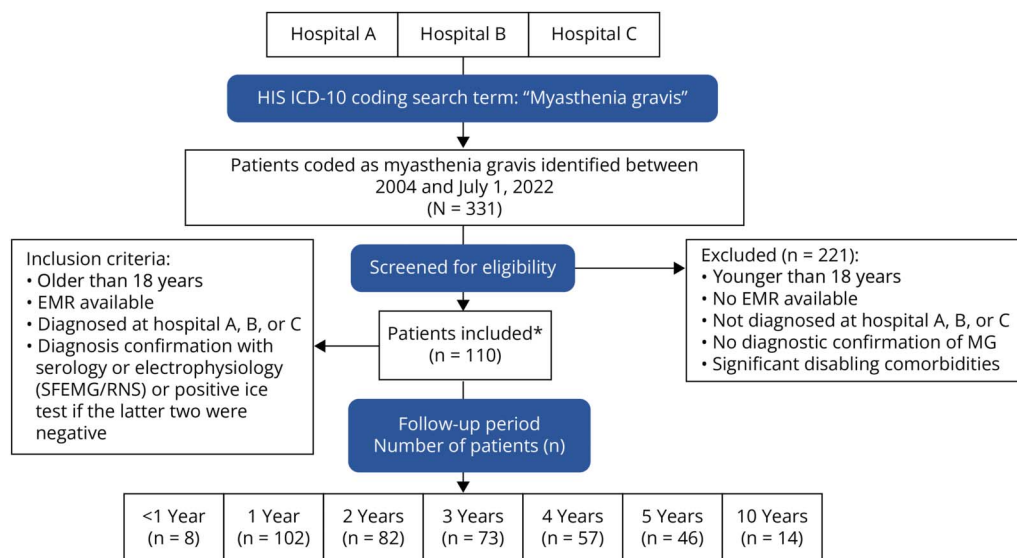 Hospital A
Hospital B
Hospital C
HIS ICD-10 coding search term: “Myasthenia gravis”
Patients coded as myasthenia gravis identified between
2004 and July 1, 2022
(N = 331)
Inclusion criteria:
• Older than 18 years
• EMR available
• Diagnosed at hospital A, B, or C
• Diagnosis confirmation with
serology or electrophysiology
(SFEMG/RNS) or positive ice
test if the latter two were
negative
Screened for eligibility
Excluded (n = 221):
• Younger than 18 years
• No EMR available
• Not diagnosed at hospital A, B, or C
• No diagnostic confirmation of MG
• Significant disabling comorbidities
Patients included*
(n = 110)
Follow-up period
Number of patients (n)
<1 Year
(n = 8)
1 Year
(n = 102)
2 Years
(n = 82)
3 Years
(n = 73)
4 Years
(n = 57)
5 Years
(n = 46)
10 Years
(n = 14)